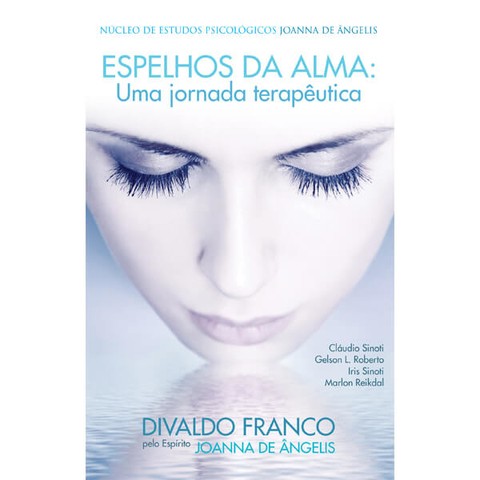 NÚCLEO DE ESTUDOS PSICOLÓGICOS JOANNA DE ÂNGELIS
ESPELHOS DA ALMA:
Uma jornada terapêutica
Cláudio Sinoti
Gelson L. Roberto
Iris Sinoti
Marlon Reikdal
DIVALDO FRANCO
pelo Espírito JOANNA DE ÂNGELIS